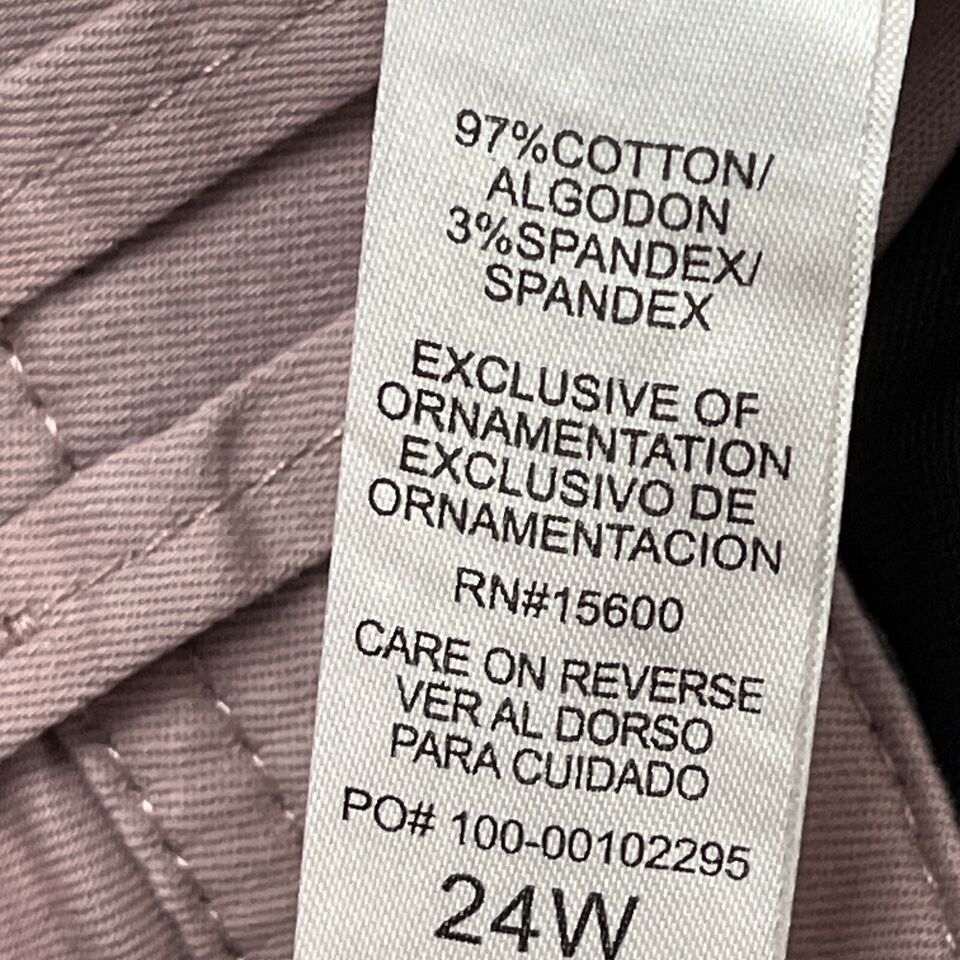 97%COTTON/
ALGODON
3%SPANDEX/
SPANDEX
EXCLUSIVE OF
ORNAMENTATION
EXCLUSIVO DE
ORNAMENTACION
RN#15600
CARE ON REVERSE
VER AL DORSO
PARA CUIDADO
PO# 100-00102295
24W